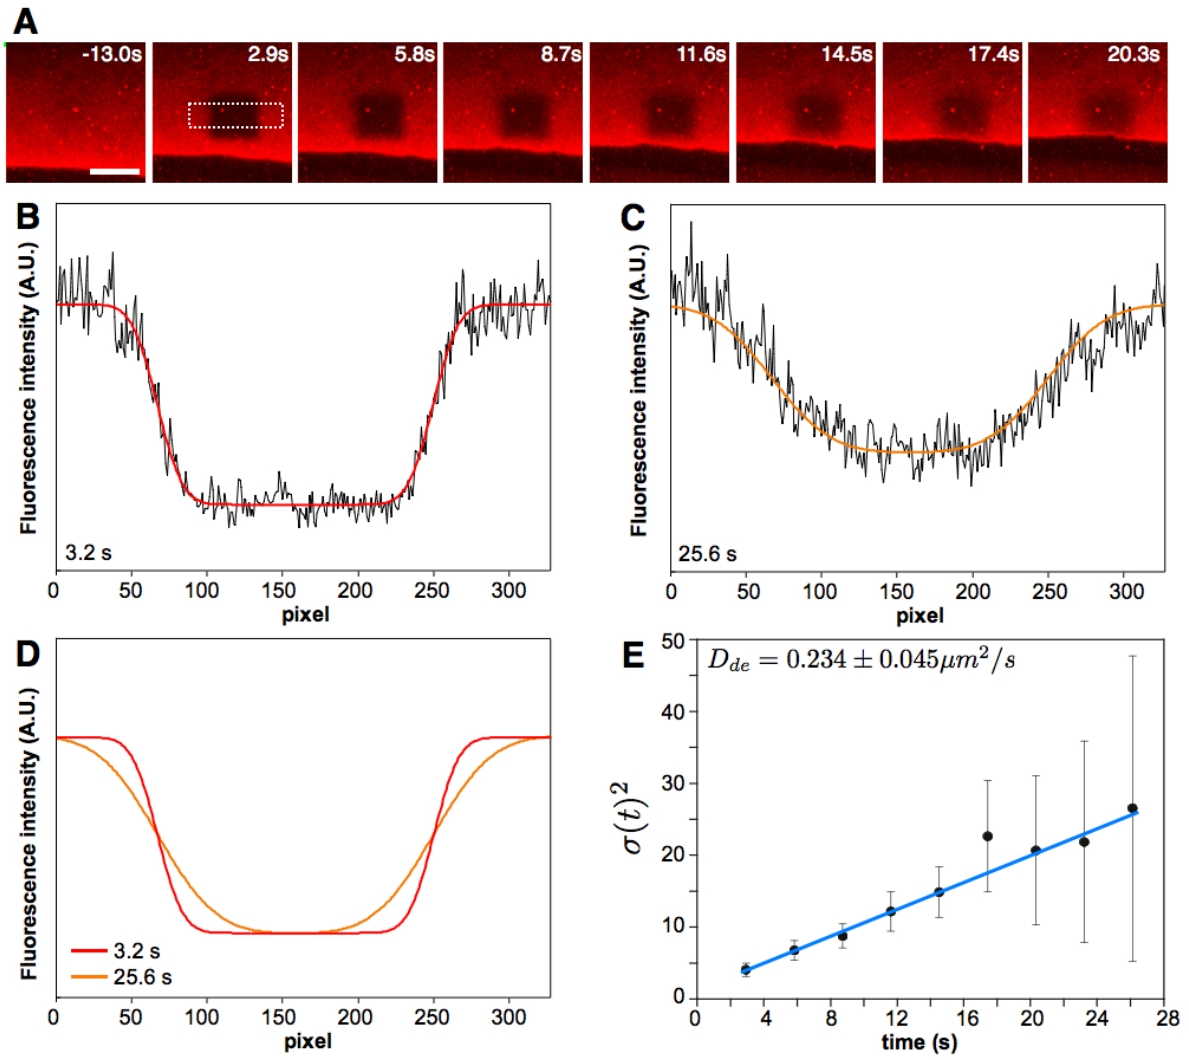 A
-13.0s 2.9s 5.8s 8.7s 11.6s 14.5s 17.4s 20.3s
B
Fluorescence intensity (A.U.)
3.2 s
0 50 100 150 200 250 300
pixel
C
Fluorescence intensity (A.U.)
25.6 s
0 50 100 150 200 250 300
pixel
D
Fluorescence intensity (A.U.)
3.2 s
25.6 s
0 50 100 150 200 250 300
pixel
E
D_{de} = 0.234 ± 0.045μm²/s
σ(t)²
50
40
30
20
10
0
0 4 8 12 16 20 24 28
time (s)